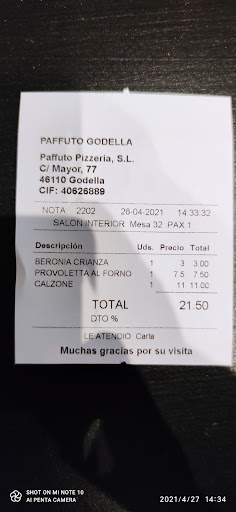 PAFFUTO GODELLA
Paffuto Pizzeria, S.L.
C/ Mayor, 77
46110 Godella
CIF: 40626889
NOTA 2202 26-04-2021 14:33:32
SALON INTERIOR Mesa 32 PAX 1
Descripción Uds. Precio Total
BERONIA CRIANZA 1 3 3.00
PROVOLETTA AL FORNO 1 7.5 7.50
CALZONE 1 11 11.00
TOTAL 21.50
DTO %
LE ATENDIO Carla
Muchas gracias por su visita
SHOT ON MI NOTE 10
AI PENTA CAMERA
2021/4/27 14:34